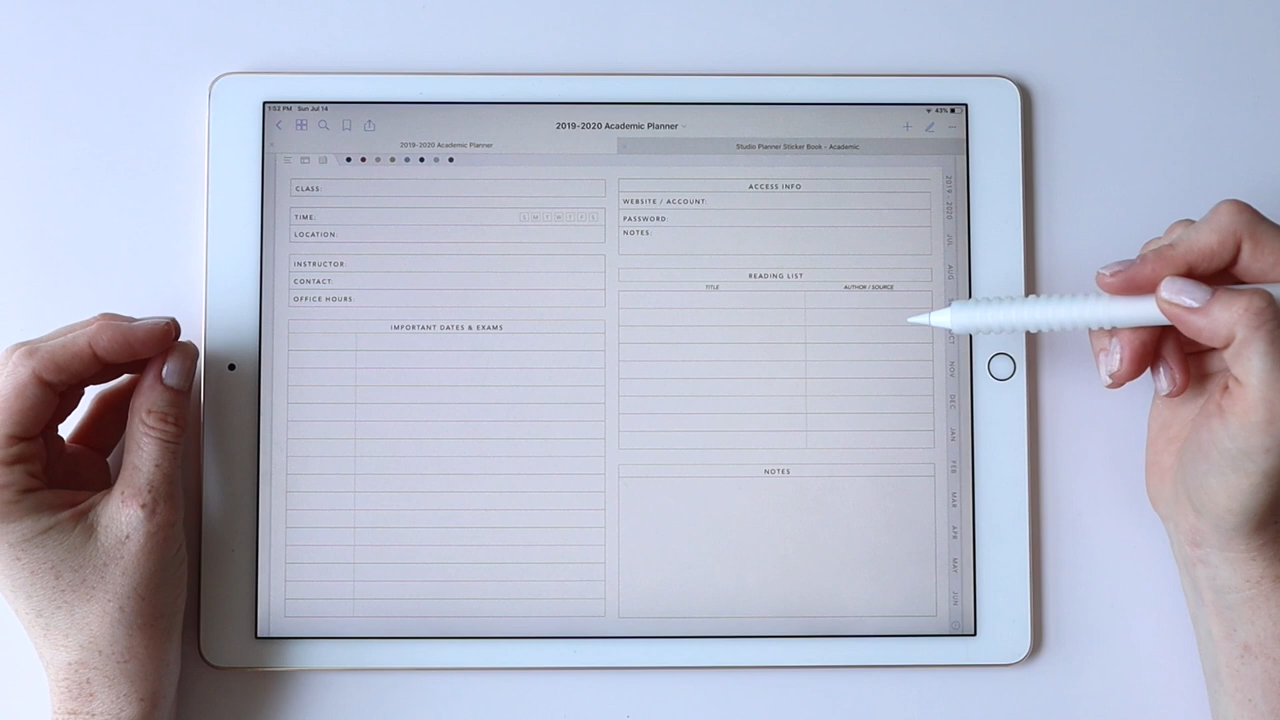 1:53 PM Sun Jul 14
43%
2019-2020 Academic Planner
2019-2020 Academic Planner
Studio Planner Sticker Book - Academic
CLASS:
TIME:
S M T W T F S
LOCATION:
INSTRUCTOR:
CONTACT:
OFFICE HOURS:
IMPORTANT DATES & EXAMS
ACCESS INFO
WEBSITE / ACCOUNT:
PASSWORD:
NOTES:
READING LIST
TITLE
AUTHOR / SOURCE
NOTES
2019 - 2020
JUL
AUG
NOV
DEC
JAN
FEB
MAR
APR
MAY
JUN